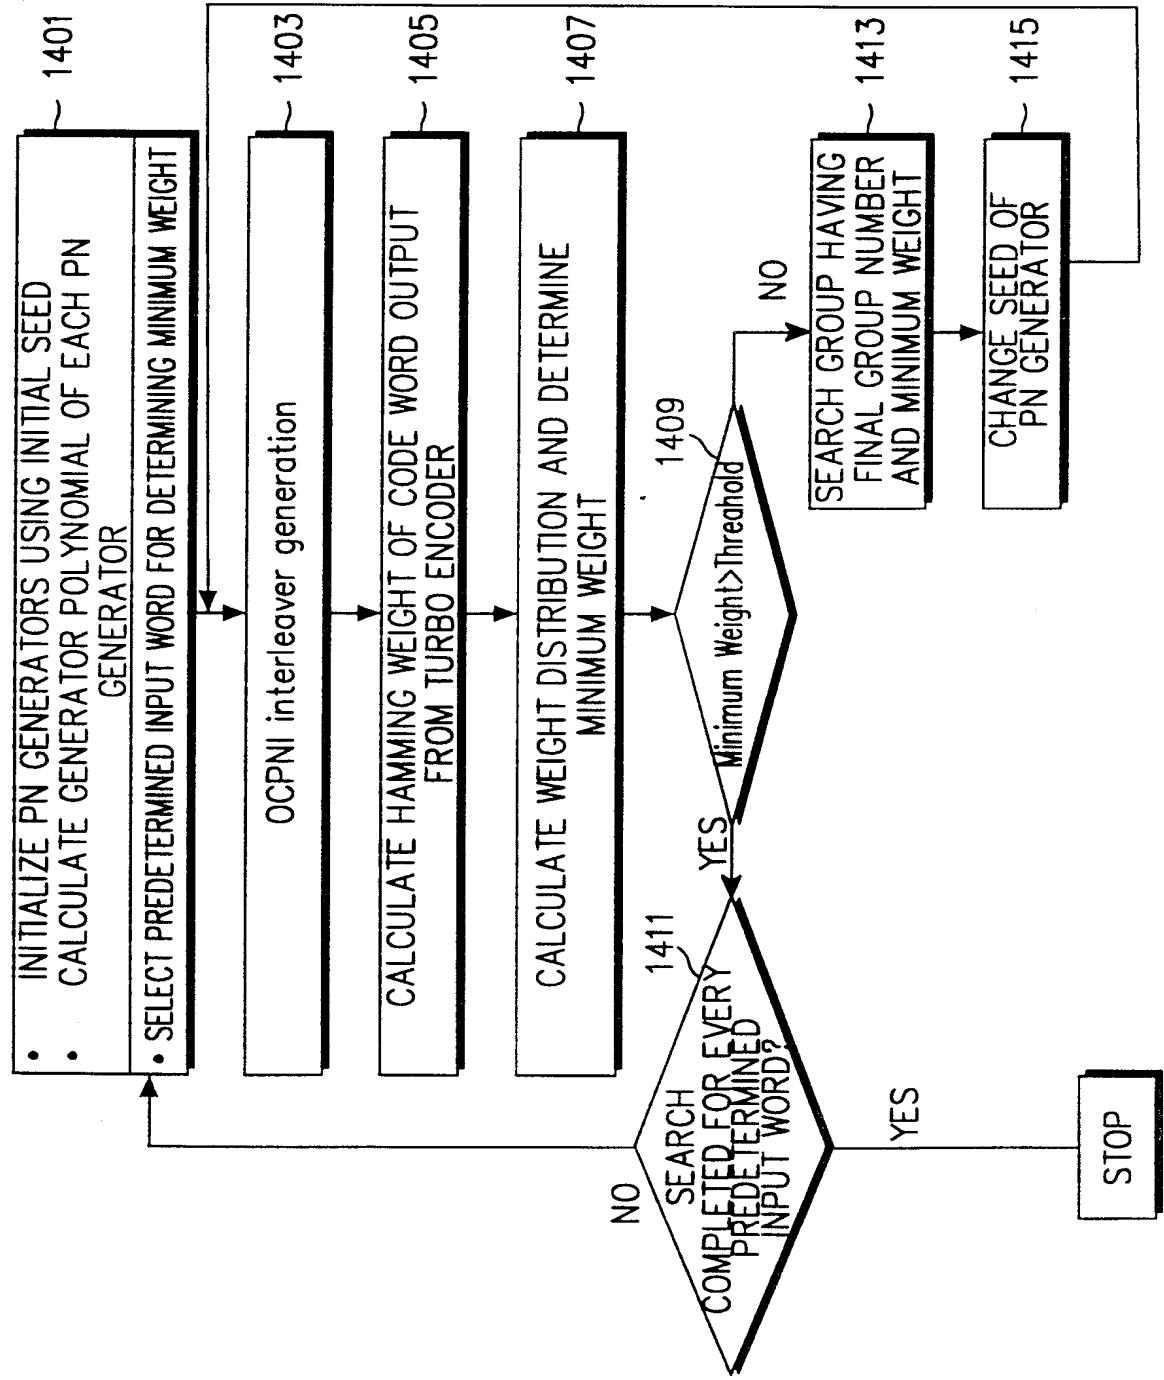 1401
• INITIALIZE PN GENERATORS USING INITIAL SEED
• CALCULATE GENERATOR POLYNOMIAL OF EACH PN
GENERATOR
• SELECT PREDETERMINED INPUT WORD FOR DETERMINING MINIMUM WEIGHT
1403
OCPNI interleaver generation
1405
CALCULATE HAMMING WEIGHT OF CODE WORD OUTPUT
FROM TURBO ENCODER
1407
CALCULATE WEIGHT DISTRIBUTION AND DETERMINE
MINIMUM WEIGHT
1409
Minimum Weight>Threahold
YES
NO
1411
SEARCH
COMPLETED FOR EVERY
PREDETERMINED
INPUT WORD?
NO
YES
1413
SEARCH GROUP HAVING
FINAL GROUP NUMBER
AND MINIMUM WEIGHT
1415
CHANGE SEED OF
PN GENERATOR
STOP